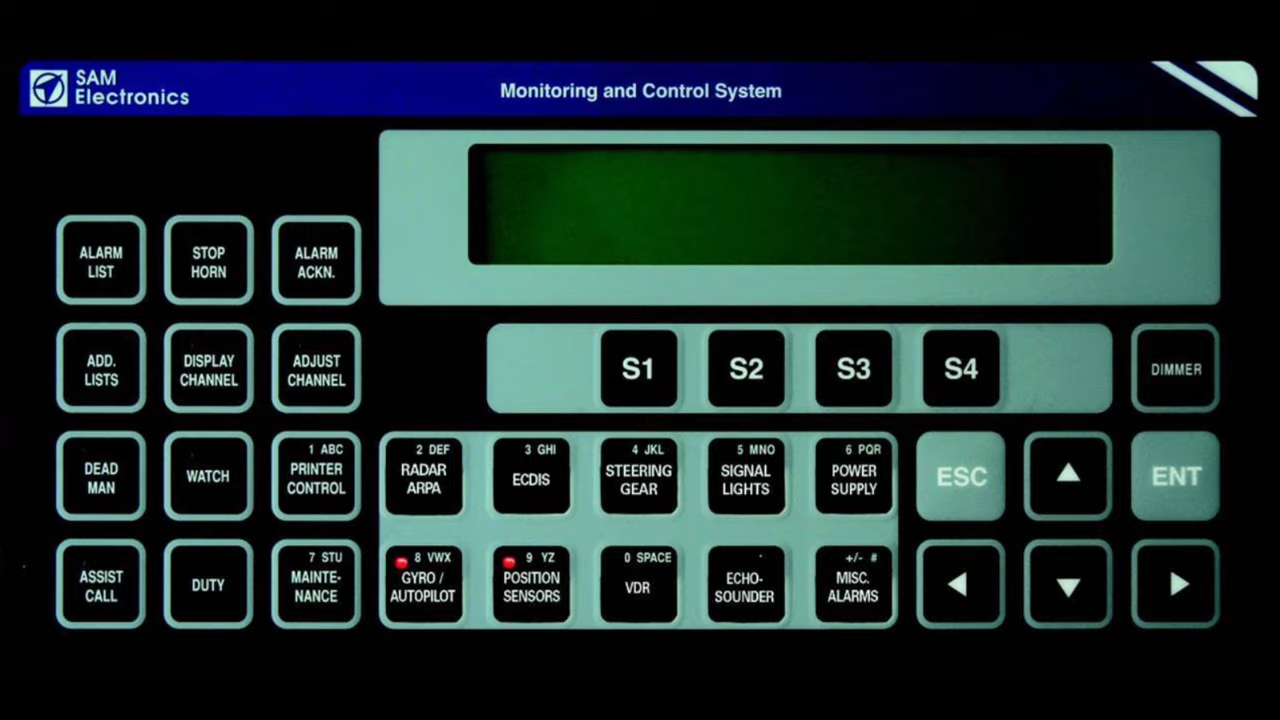 SAM
Electronics
Monitoring and Control System
ALARM
LIST
STOP
HORN
ALARM
ACKN.
ADD.
LISTS
DISPLAY
CHANNEL
ADJUST
CHANNEL
S1
S2
S3
S4
DIMMER
DEAD
MAN
WATCH
1 ABC
PRINTER
CONTROL
2 DEF
RADAR
ARPA
3 GHI
ECDIS
4 JKL
STEERING
GEAR
5 MNO
SIGNAL
LIGHTS
6 PQR
POWER
SUPPLY
ESC
ENT
ASSIST
CALL
DUTY
7 STU
MAINTE-
NANCE
8 VWX
GYRO /
AUTOPILOT
9 YZ
POSITION
SENSORS
0 SPACE
VDR
.
ECHO-
SOUNDER
+/- #
MISC.
ALARMS